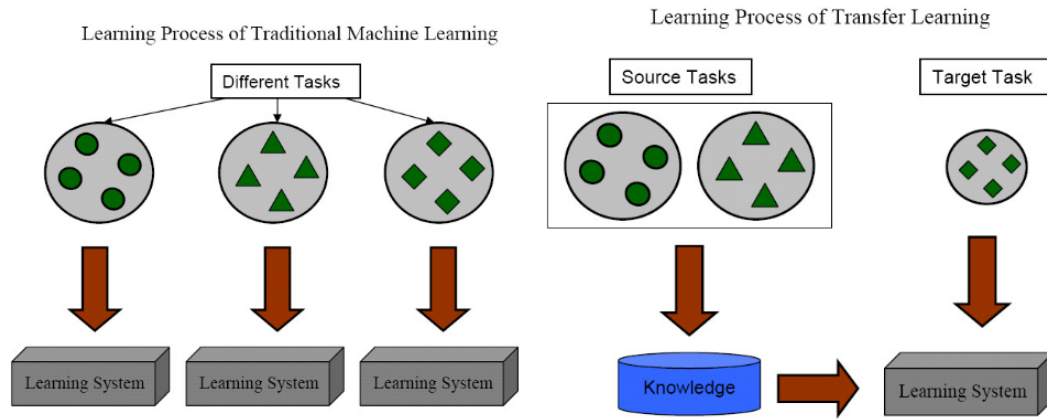 Learning Process of Traditional Machine Learning
Different Tasks
Learning System
Learning System
Learning System
Learning Process of Transfer Learning
Source Tasks
Target Task
Knowledge
Learning System